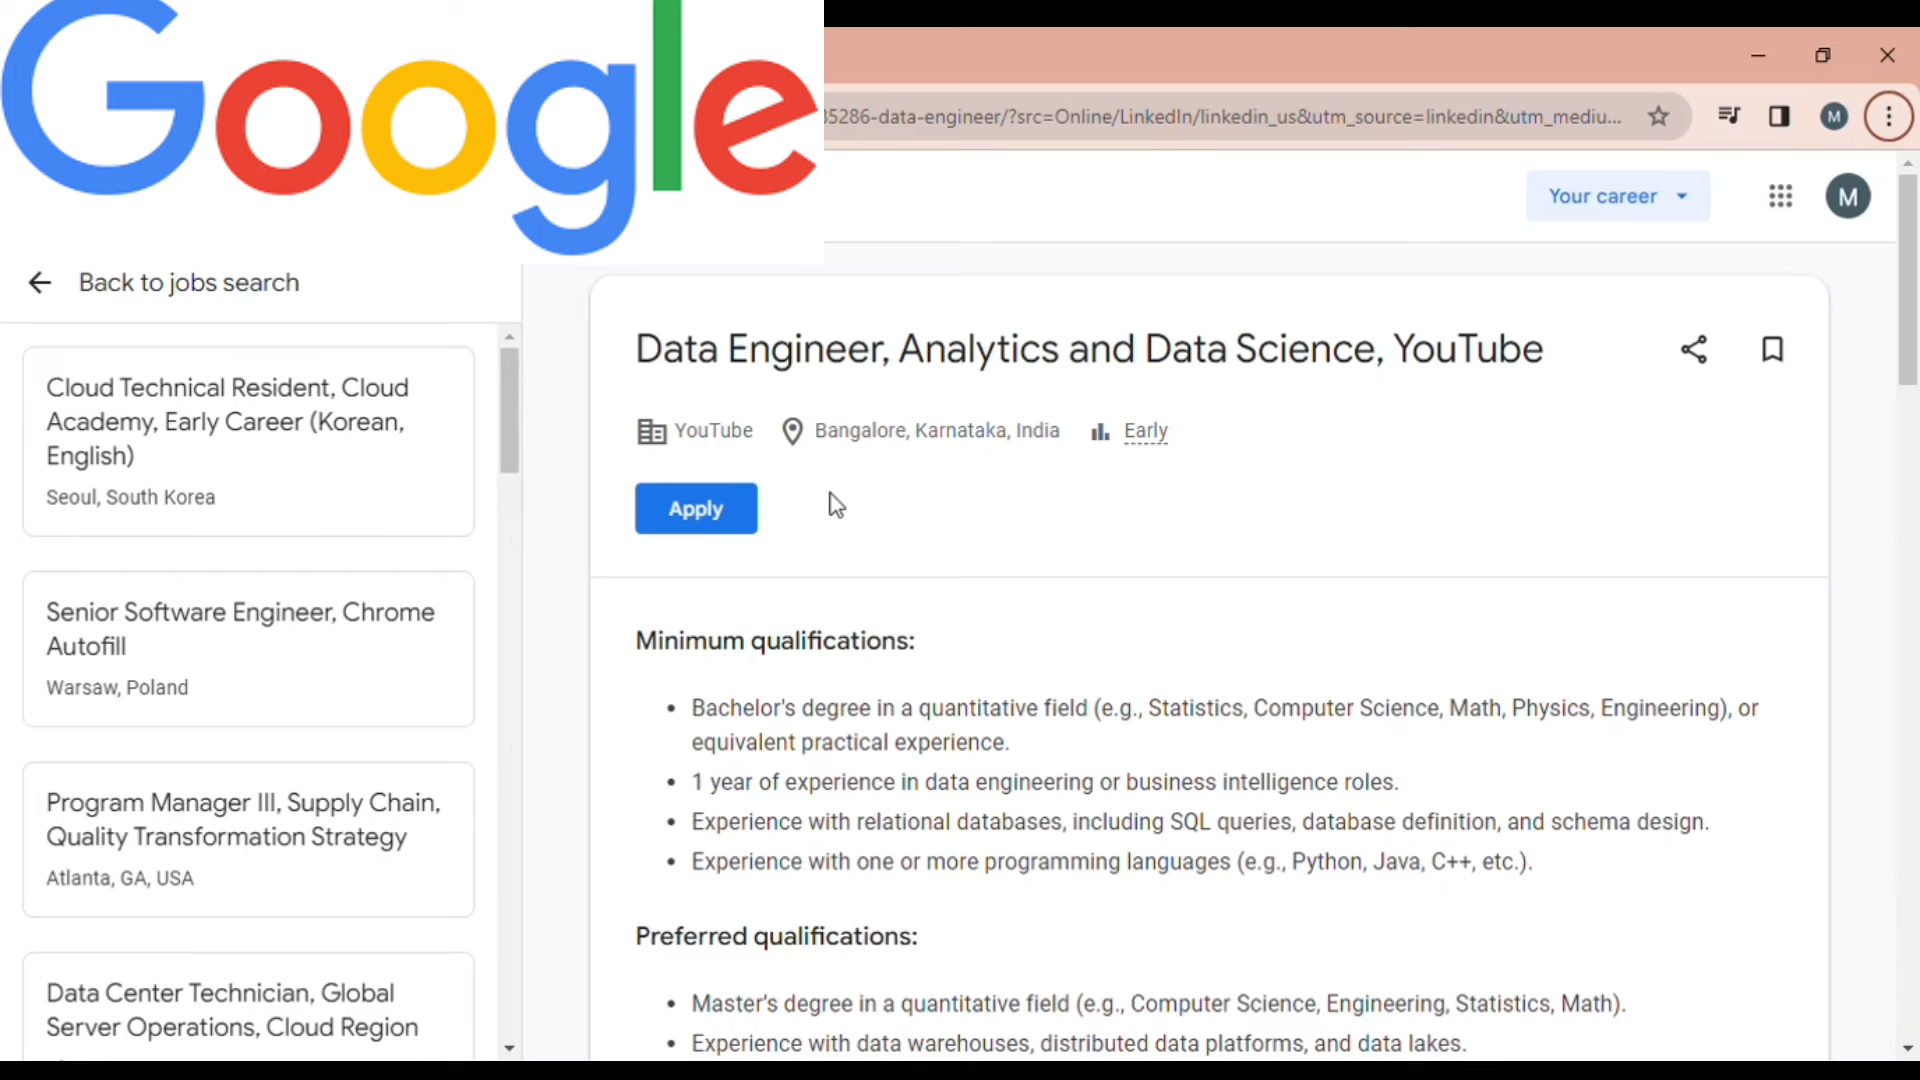 Google
35286-data-engineer/?src=Online/LinkedIn/linkedin_us&utm_source=linkedin&utm_mediu...
M
Your career
M
Back to jobs search
Cloud Technical Resident, Cloud
Academy, Early Career (Korean,
English)
Seoul, South Korea
Senior Software Engineer, Chrome
Autofill
Warsaw, Poland
Program Manager III, Supply Chain,
Quality Transformation Strategy
Atlanta, GA, USA
Data Center Technician, Global
Server Operations, Cloud Region
Data Engineer, Analytics and Data Science, YouTube
YouTube Bangalore, Karnataka, India Early
Apply
Minimum qualifications:
• Bachelor's degree in a quantitative field (e.g., Statistics, Computer Science, Math, Physics, Engineering), or
equivalent practical experience.
• 1 year of experience in data engineering or business intelligence roles.
• Experience with relational databases, including SQL queries, database definition, and schema design.
• Experience with one or more programming languages (e.g., Python, Java, C++, etc.).
Preferred qualifications:
• Master's degree in a quantitative field (e.g., Computer Science, Engineering, Statistics, Math).
• Experience with data warehouses, distributed data platforms, and data lakes.